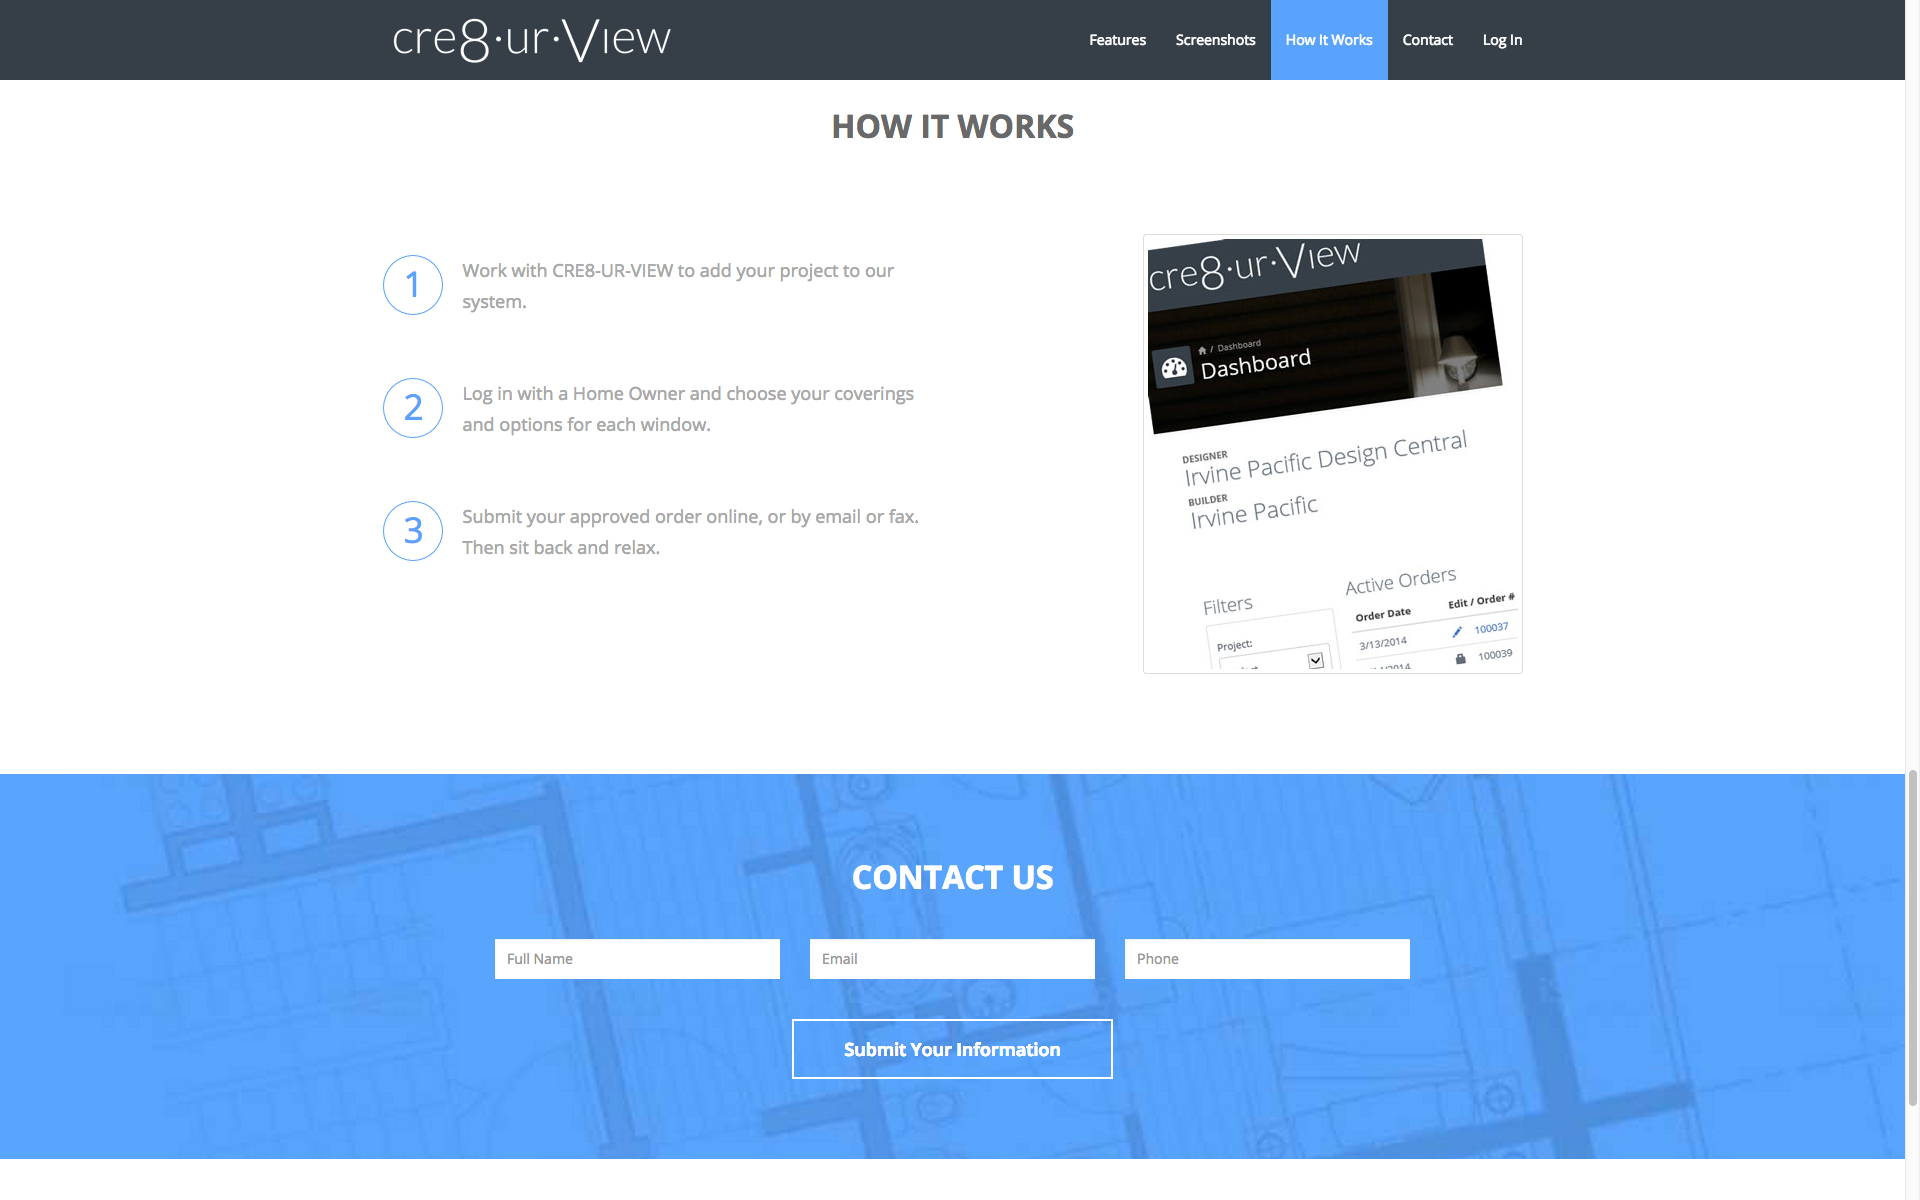 cre8·ur·View
Features
Screenshots
How It Works
Contact
Log In
HOW IT WORKS
1
Work with CRE8-UR-VIEW to add your project to our
system.
2
Log in with a Home Owner and choose your coverings
and options for each window.
3
Submit your approved order online, or by email or fax.
Then sit back and relax.
cre8·ur·View
/ Dashboard
Dashboard
DESIGNER
Irvine Pacific Design Central
BUILDER
Irvine Pacific
Filters
Project:
Active Orders
Order Date Edit / Order #
3/13/2014 100037
100039
CONTACT US
Full Name
Email
Phone
Submit Your Information